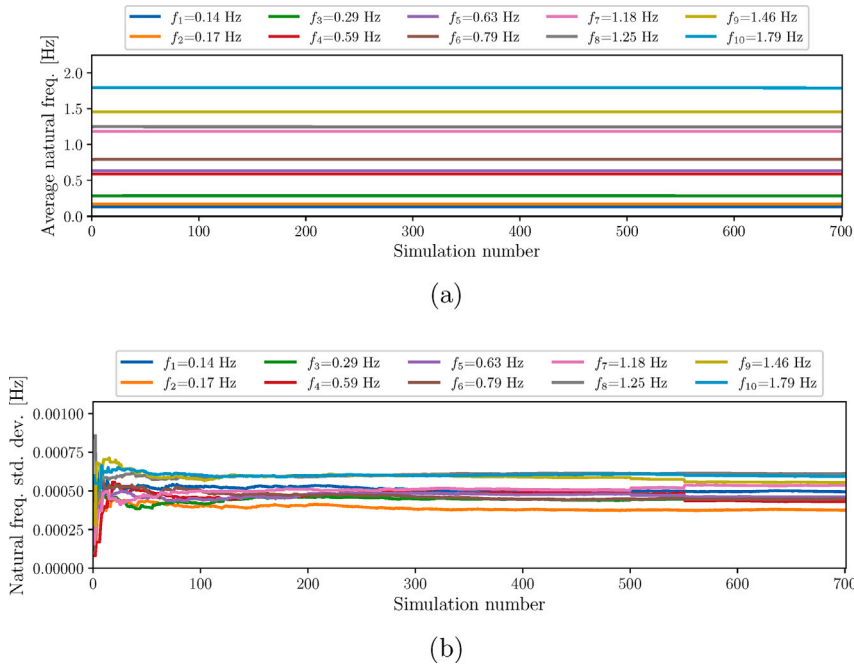 f₁=0.14 Hz f₃=0.29 Hz f₅=0.63 Hz f₇=1.18 Hz f₉=1.46 Hz
f₂=0.17 Hz f₄=0.59 Hz f₆=0.79 Hz f₈=1.25 Hz f₁₀=1.79 Hz
Average natural freq. [Hz]
2.0
1.5
1.0
0.5
0.0
0 100 200 300 400 500 600 700
Simulation number
(a)
f₁=0.14 Hz f₃=0.29 Hz f₅=0.63 Hz f₇=1.18 Hz f₉=1.46 Hz
f₂=0.17 Hz f₄=0.59 Hz f₆=0.79 Hz f₈=1.25 Hz f₁₀=1.79 Hz
Natural freq. std. dev. [Hz]
0.00100
0.00075
0.00050
0.00025
0.00000
0 100 200 300 400 500 600 700
Simulation number
(b)